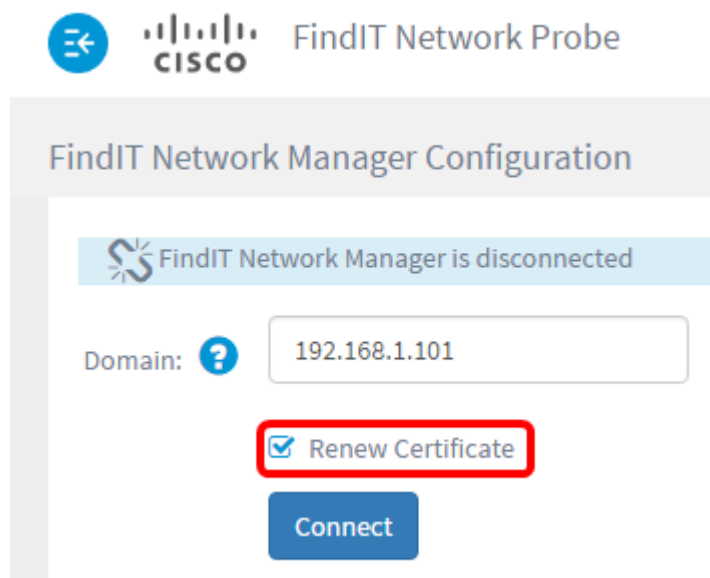 CISCO FindIT Network Probe
FindIT Network Manager Configuration
FindIT Network Manager is disconnected
Domain: ? 192.168.1.101
Renew Certificate
Connect